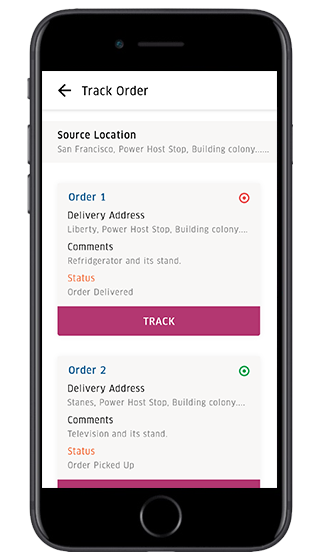 Track Order
Source Location
San Francisco, Power Host Stop, Building colony......
Order 1
Delivery Address
Liberty, Power Host Stop, Building colony....
Comments
Refridgerator and its stand.
Status
Order Delivered
TRACK
Order 2
Delivery Address
Stanes, Power Host Stop, Building colony....
Comments
Television and its stand.
Status
Order Picked Up